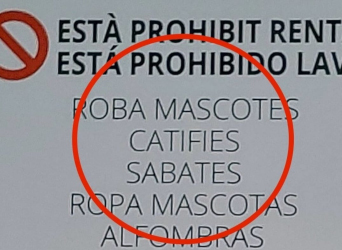 ESTÀ PROHIBIT RENT
ESTÁ PROHIBIDO LAV
ROBA MASCOTES
CATIFIES
SABATES
ROPA MASCOTAS
ALFOMBRAS